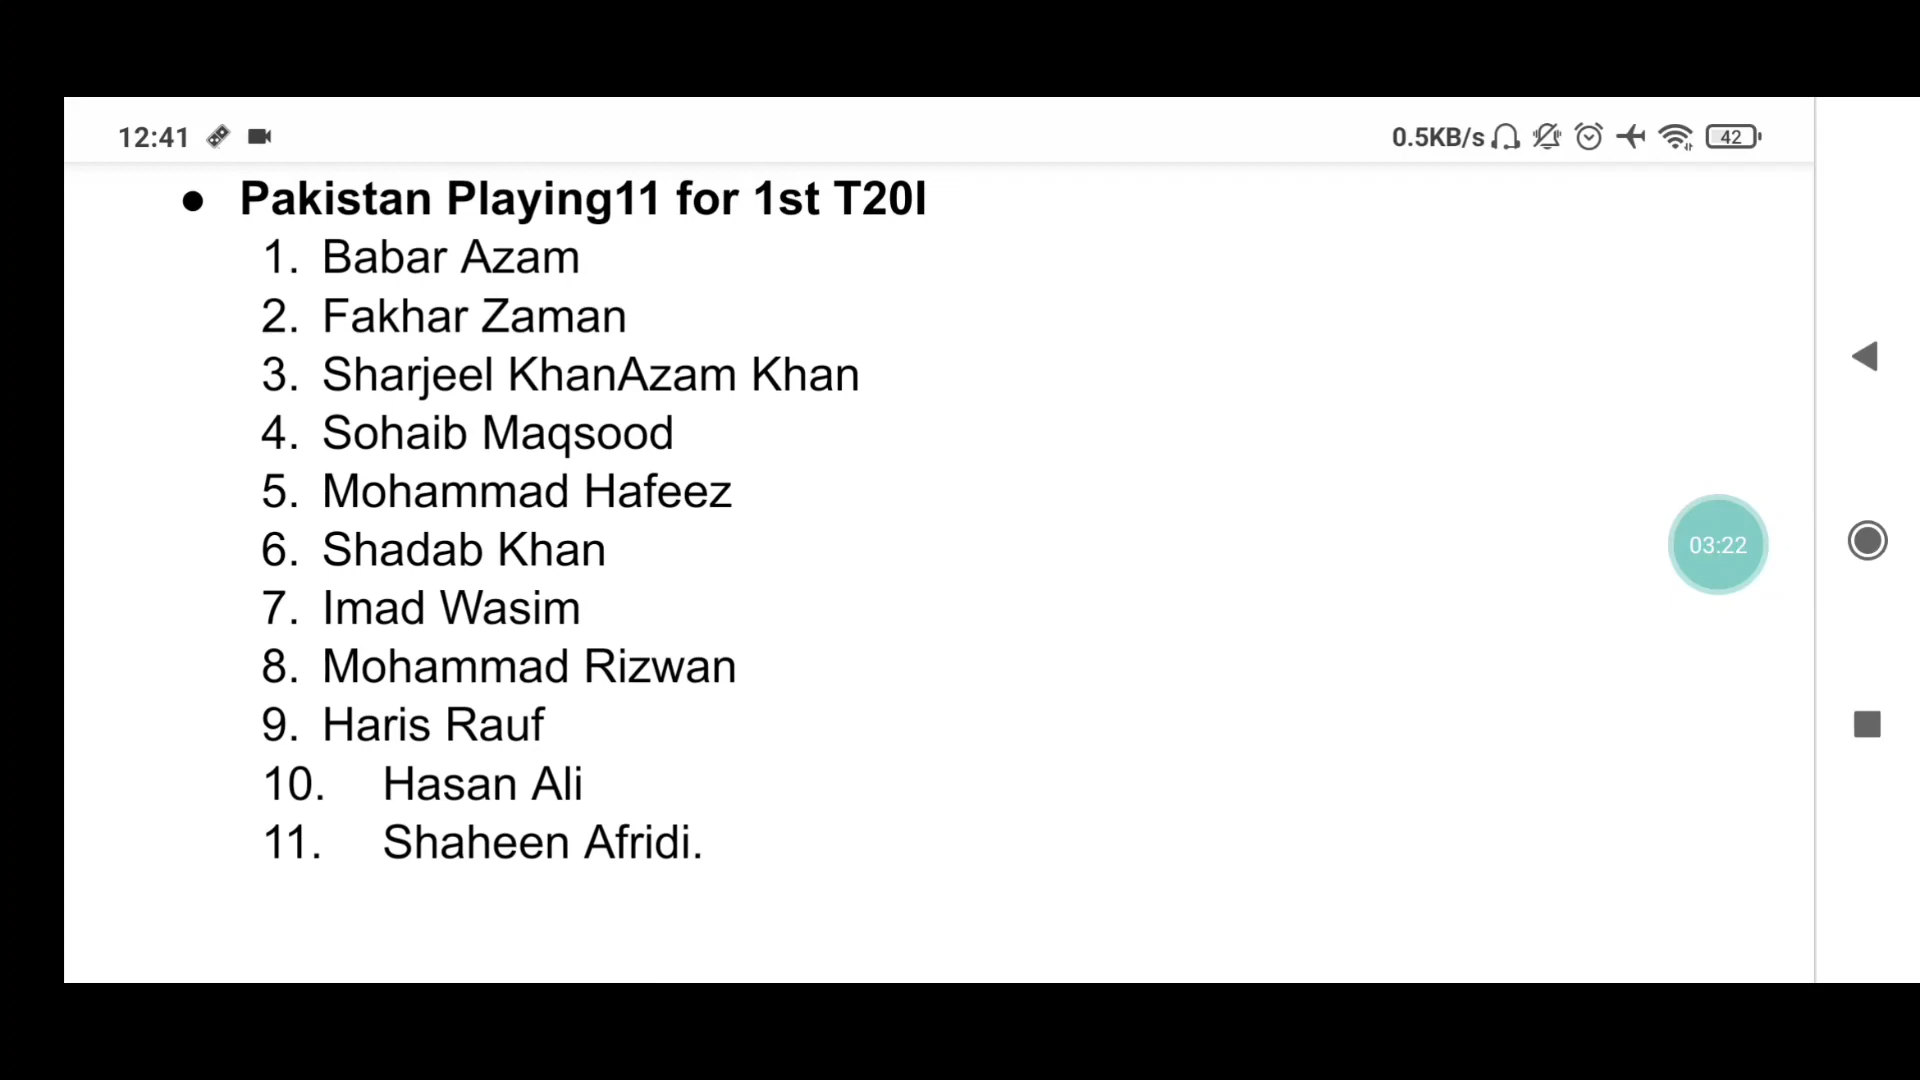 12:41
0.5KB/s
42
● Pakistan Playing11 for 1st T20I
1. Babar Azam
2. Fakhar Zaman
3. Sharjeel KhanAzam Khan
4. Sohaib Maqsood
5. Mohammad Hafeez
6. Shadab Khan
7. Imad Wasim
8. Mohammad Rizwan
9. Haris Rauf
10. Hasan Ali
11. Shaheen Afridi.
03:22